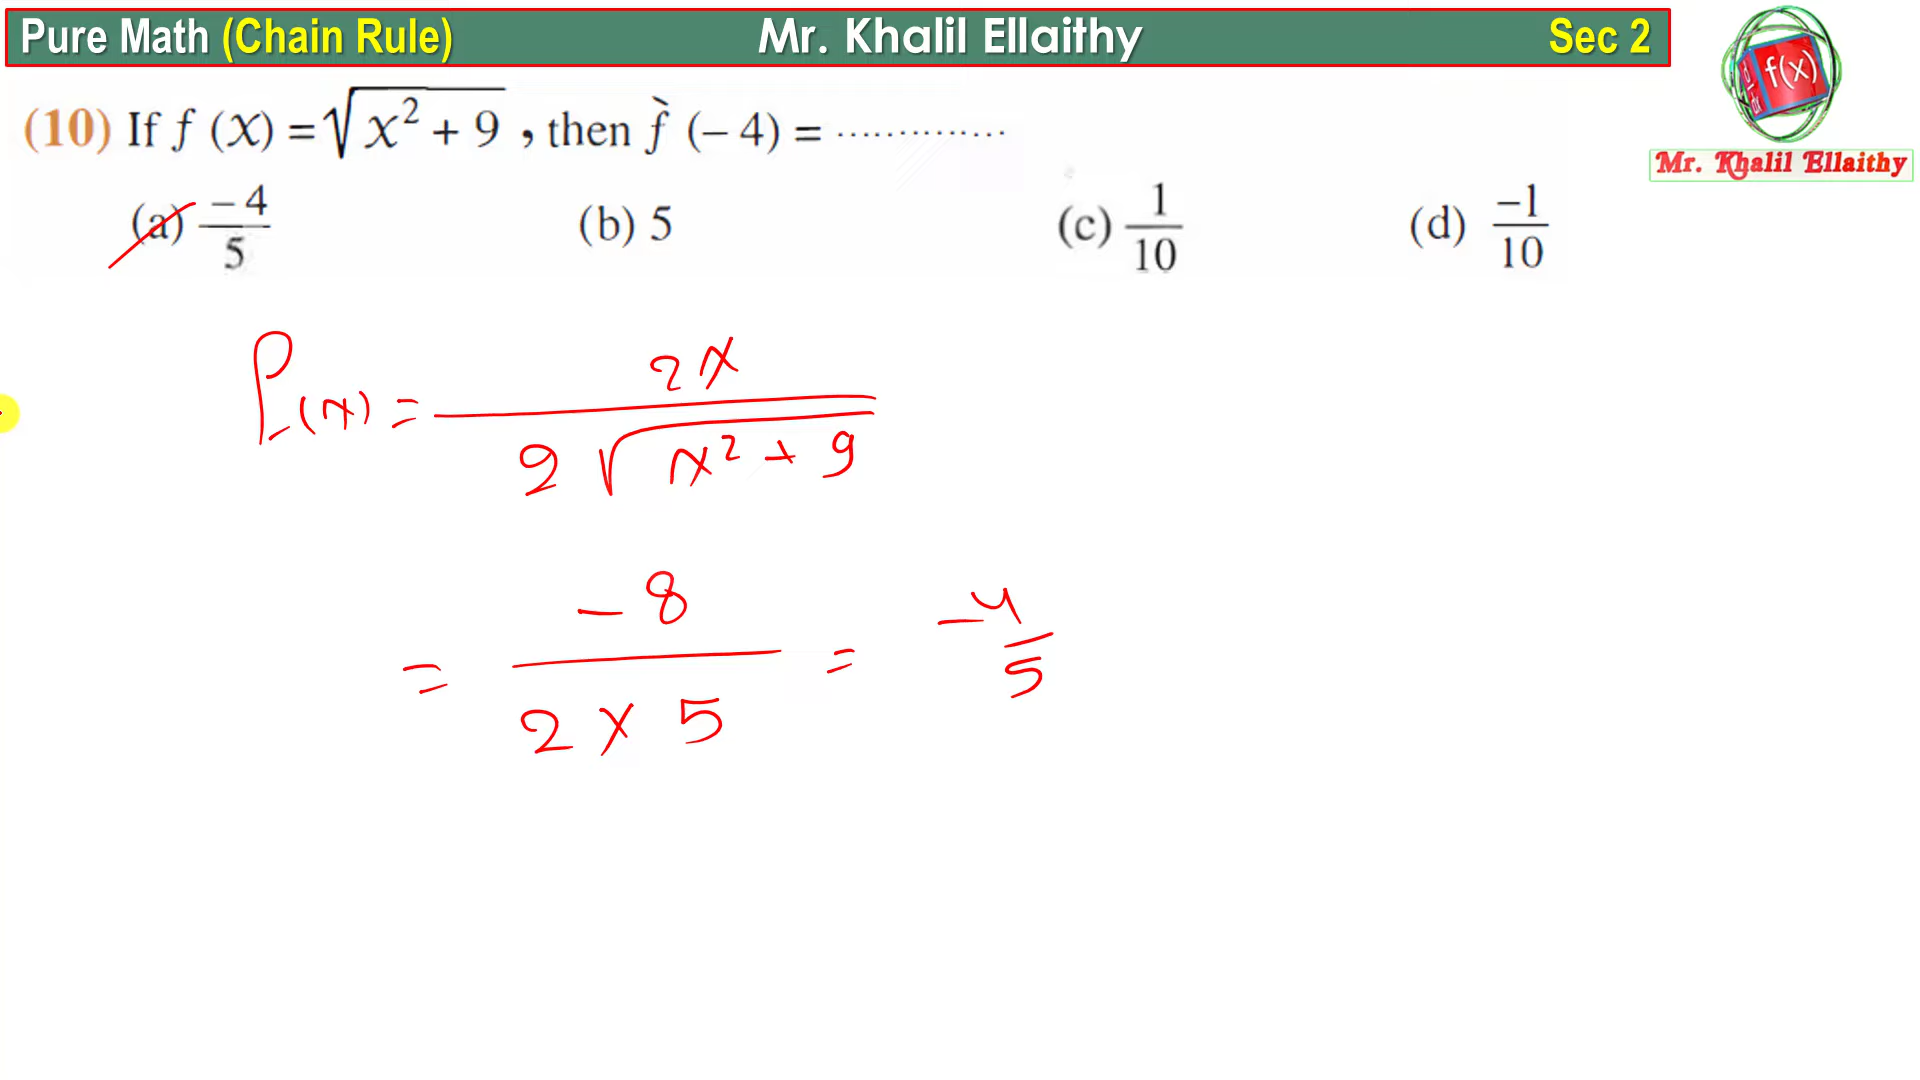 Pure Math (Chain Rule) Mr. Khalil Ellaithy Sec 2
f(x)
d/dx
Mr. Khalil Ellaithy
(10) If f (x) = √(x² + 9) , then f̀ (– 4) = ..............
(a) –4/5 (b) 5 (c) 1/10 (d) –1/10
f(x) = 2x / 2√(x² + 9)
= –8 / 2 × 5 = –4/5